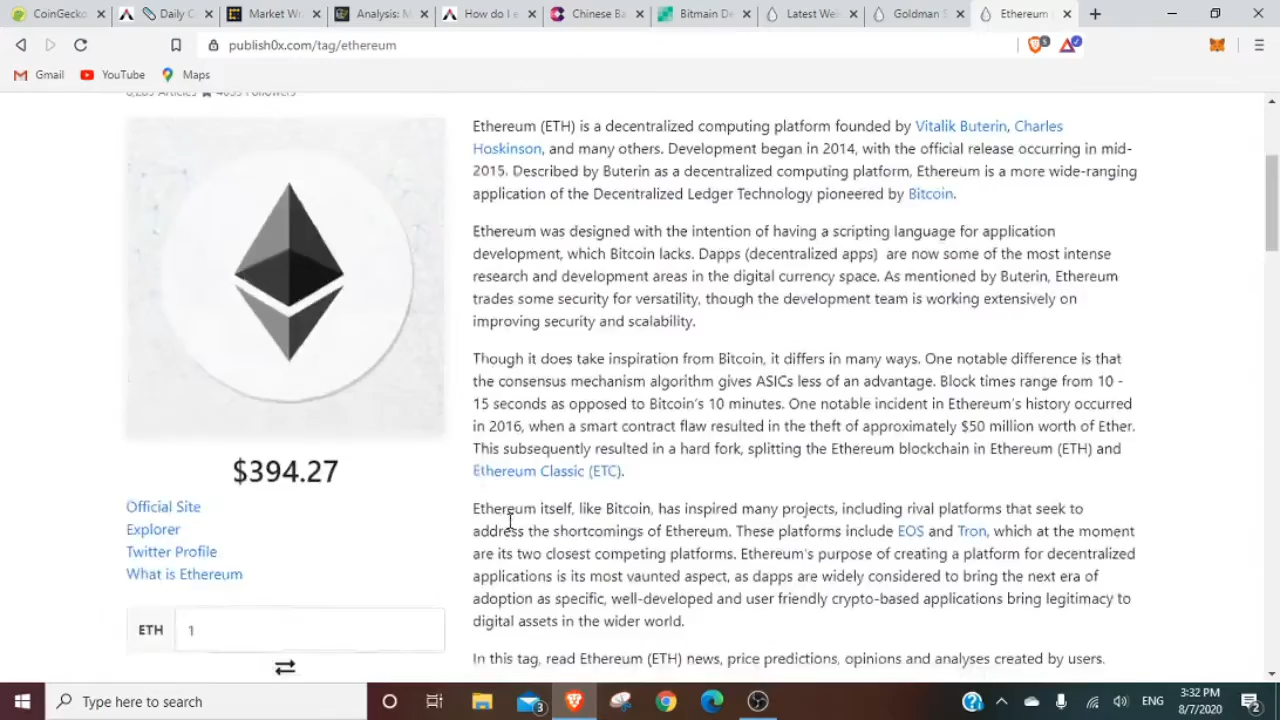 CoinGecko
Daily C
Market Wr
Analysis: M
How do I e
Chinese Ba
Bitmain De
Latest Wei
Goldman S
Ethereum
publish0x.com/tag/ethereum
5
Gmail
YouTube
Maps
Articles
Followers
Ethereum (ETH) is a decentralized computing platform founded by Vitalik Buterin, Charles
Hoskinson, and many others. Development began in 2014, with the official release occurring in mid-
2015. Described by Buterin as a decentralized computing platform, Ethereum is a more wide-ranging
application of the Decentralized Ledger Technology pioneered by Bitcoin.
Ethereum was designed with the intention of having a scripting language for application
development, which Bitcoin lacks. Dapps (decentralized apps) are now some of the most intense
research and development areas in the digital currency space. As mentioned by Buterin, Ethereum
trades some security for versatility, though the development team is working extensively on
improving security and scalability.
Though it does take inspiration from Bitcoin, it differs in many ways. One notable difference is that
the consensus mechanism algorithm gives ASICs less of an advantage. Block times range from 10 -
15 seconds as opposed to Bitcoin's 10 minutes. One notable incident in Ethereum's history occurred
in 2016, when a smart contract flaw resulted in the theft of approximately $50 million worth of Ether.
This subsequently resulted in a hard fork, splitting the Ethereum blockchain in Ethereum (ETH) and
Ethereum Classic (ETC).
Ethereum itself, like Bitcoin, has inspired many projects, including rival platforms that seek to
address the shortcomings of Ethereum. These platforms include EOS and Tron, which at the moment
are its two closest competing platforms. Ethereum's purpose of creating a platform for decentralized
applications is its most vaunted aspect, as dapps are widely considered to bring the next era of
adoption as specific, well-developed and user friendly crypto-based applications bring legitimacy to
digital assets in the wider world.
In this tag, read Ethereum (ETH) news, price predictions, opinions and analyses created by users.
$394.27
Official Site
Explorer
Twitter Profile
What is Ethereum
ETH 1
Type here to search
3
ENG
3:32 PM
8/7/2020
2